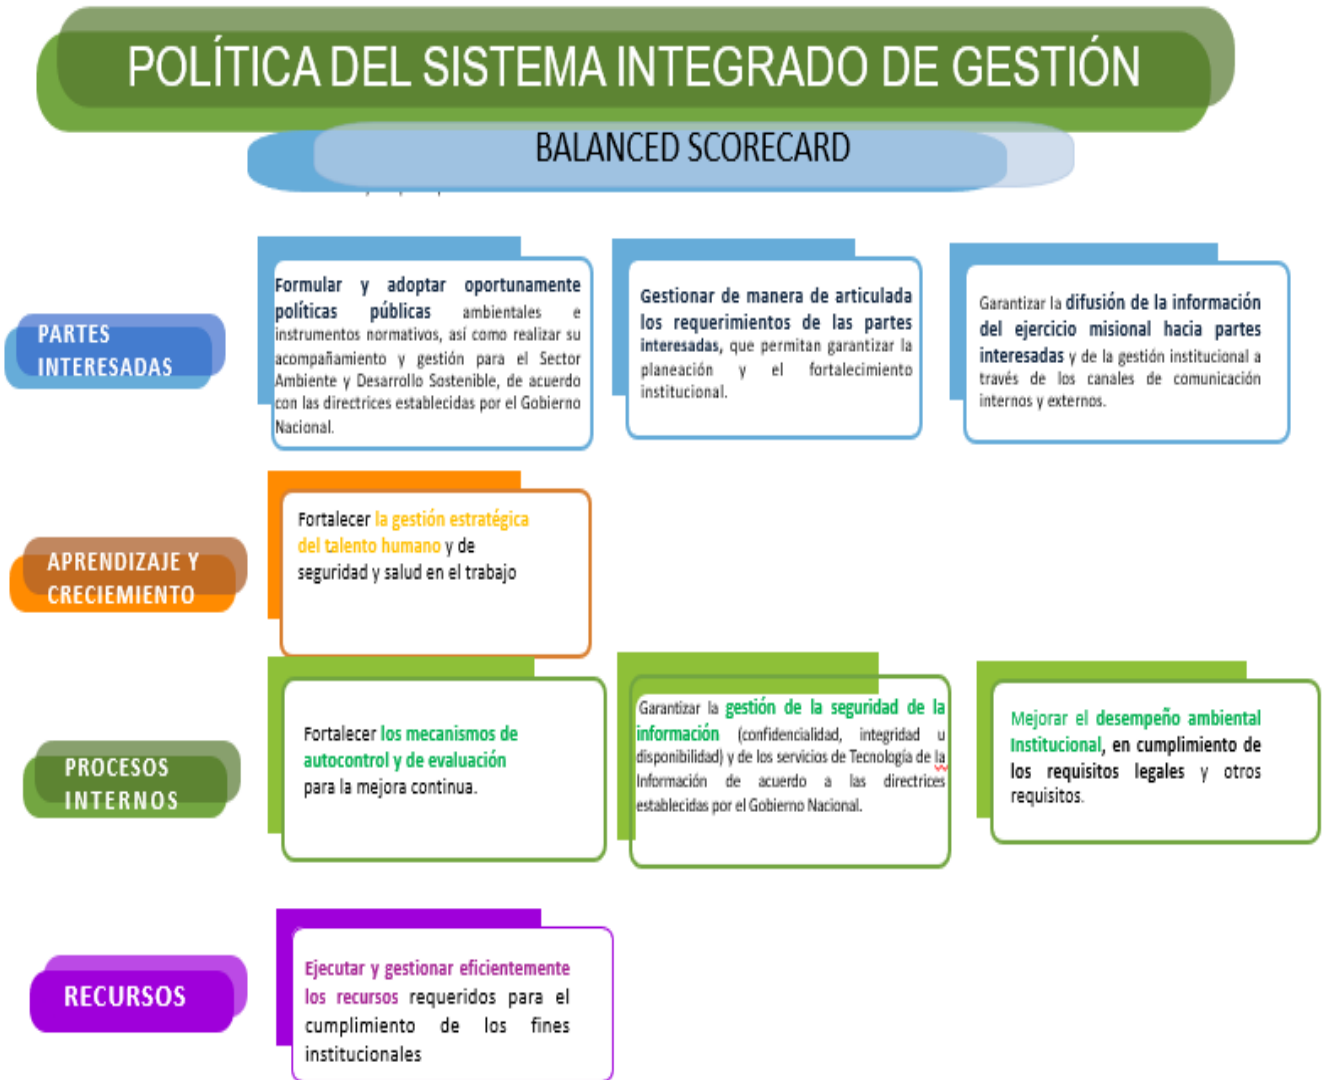 POLÍTICA DEL SISTEMA INTEGRADO DE GESTIÓN
BALANCED SCORECARD
PARTES
INTERESADAS
Formular y adoptar oportunamente
políticas públicas ambientales e
instrumentos normativos, así como realizar su
acompañamiento y gestión para el Sector
Ambiente y Desarrollo Sostenible, de acuerdo
con las directrices establecidas por el Gobierno
Nacional.
Gestionar de manera de articulada
los requerimientos de las partes
interesadas, que permitan garantizar la
planeación y el fortalecimiento
institucional.
Garantizar la difusión de la información
del ejercicio misional hacia partes
interesadas y de la gestión institucional a
través de los canales de comunicación
internos y externos.
APRENDIZAJE Y
CRECIEMIENTO
Fortalecer la gestión estratégica
del talento humano y de
seguridad y salud en el trabajo
PROCESOS
INTERNOS
Fortalecer los mecanismos de
autocontrol y de evaluación
para la mejora continua.
Garantizar la gestión de la seguridad de la
información (confidencialidad, integridad u
disponibilidad) y de los servicios de Tecnología de la
Información de acuerdo a las directrices
establecidas por el Gobierno Nacional.
Mejorar el desempeño ambiental
Institucional, en cumplimiento de
los requisitos legales y otros
requisitos.
RECURSOS
Ejecutar y gestionar eficientemente
los recursos requeridos para el
cumplimiento de los fines
institucionales